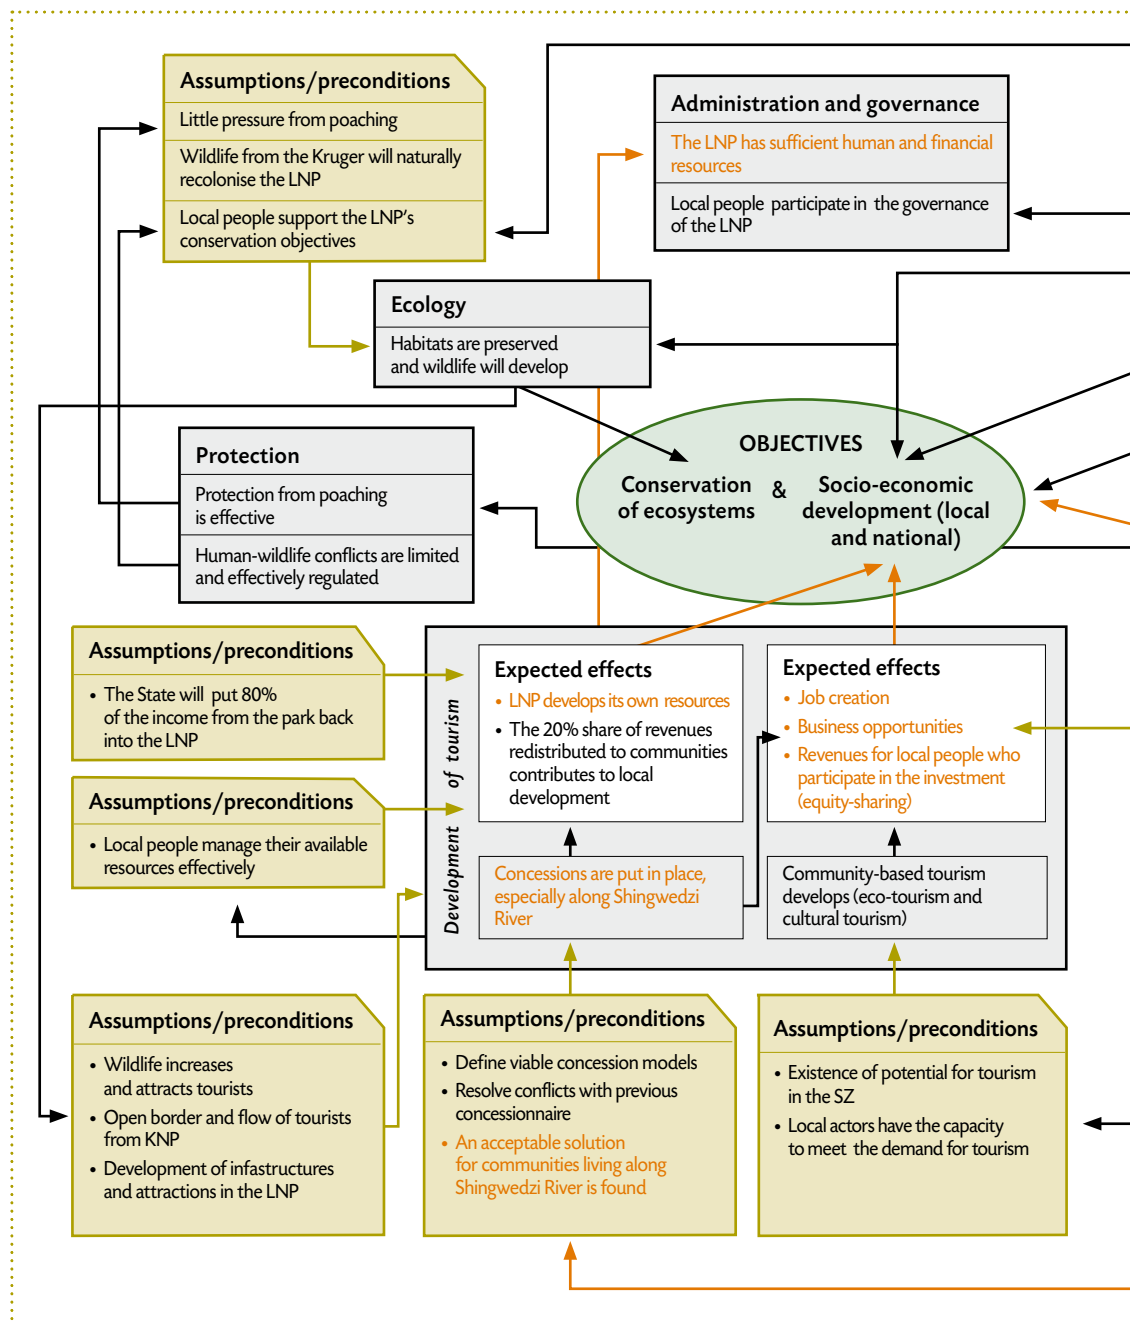 Assumptions/preconditions
Little pressure from poaching
Wildlife from the Kruger will naturally
recolonise the LNP
Local people support the LNP's
conservation objectives
Administration and governance
The LNP has sufficient human and financial
resources
Local people participate in the governance
of the LNP
Ecology
Habitats are preserved
and wildlife will develop
Protection
Protection from poaching
is effective
Human-wildlife conflicts are limited
and effectively regulated
OBJECTIVES
Conservation
of ecosystems
&
Socio-economic
development (local
and national)
Assumptions/preconditions
• The State will put 80%
of the income from the park back
into the LNP
Assumptions/preconditions
• Local people manage their available
resources effectively
Development of tourism
Expected effects
• LNP develops its own resources
• The 20% share of revenues
redistributed to communities
contributes to local
development
Concessions are put in place,
especially along Shingwedzi
River
Expected effects
• Job creation
• Business opportunities
• Revenues for local people who
participate in the investment
(equity-sharing)
Community-based tourism
develops (eco-tourism and
cultural tourism)
Assumptions/preconditions
• Wildlife increases
and attracts tourists
• Open border and flow of tourists
from KNP
• Development of infastructures
and attractions in the LNP
Assumptions/preconditions
• Define viable concession models
• Resolve conflicts with previous
concessionnaire
• An acceptable solution
for communities living along
Shingwedzi River is found
Assumptions/preconditions
• Existence of potential for tourism
in the SZ
• Local actors have the capacity
to meet the demand for tourism